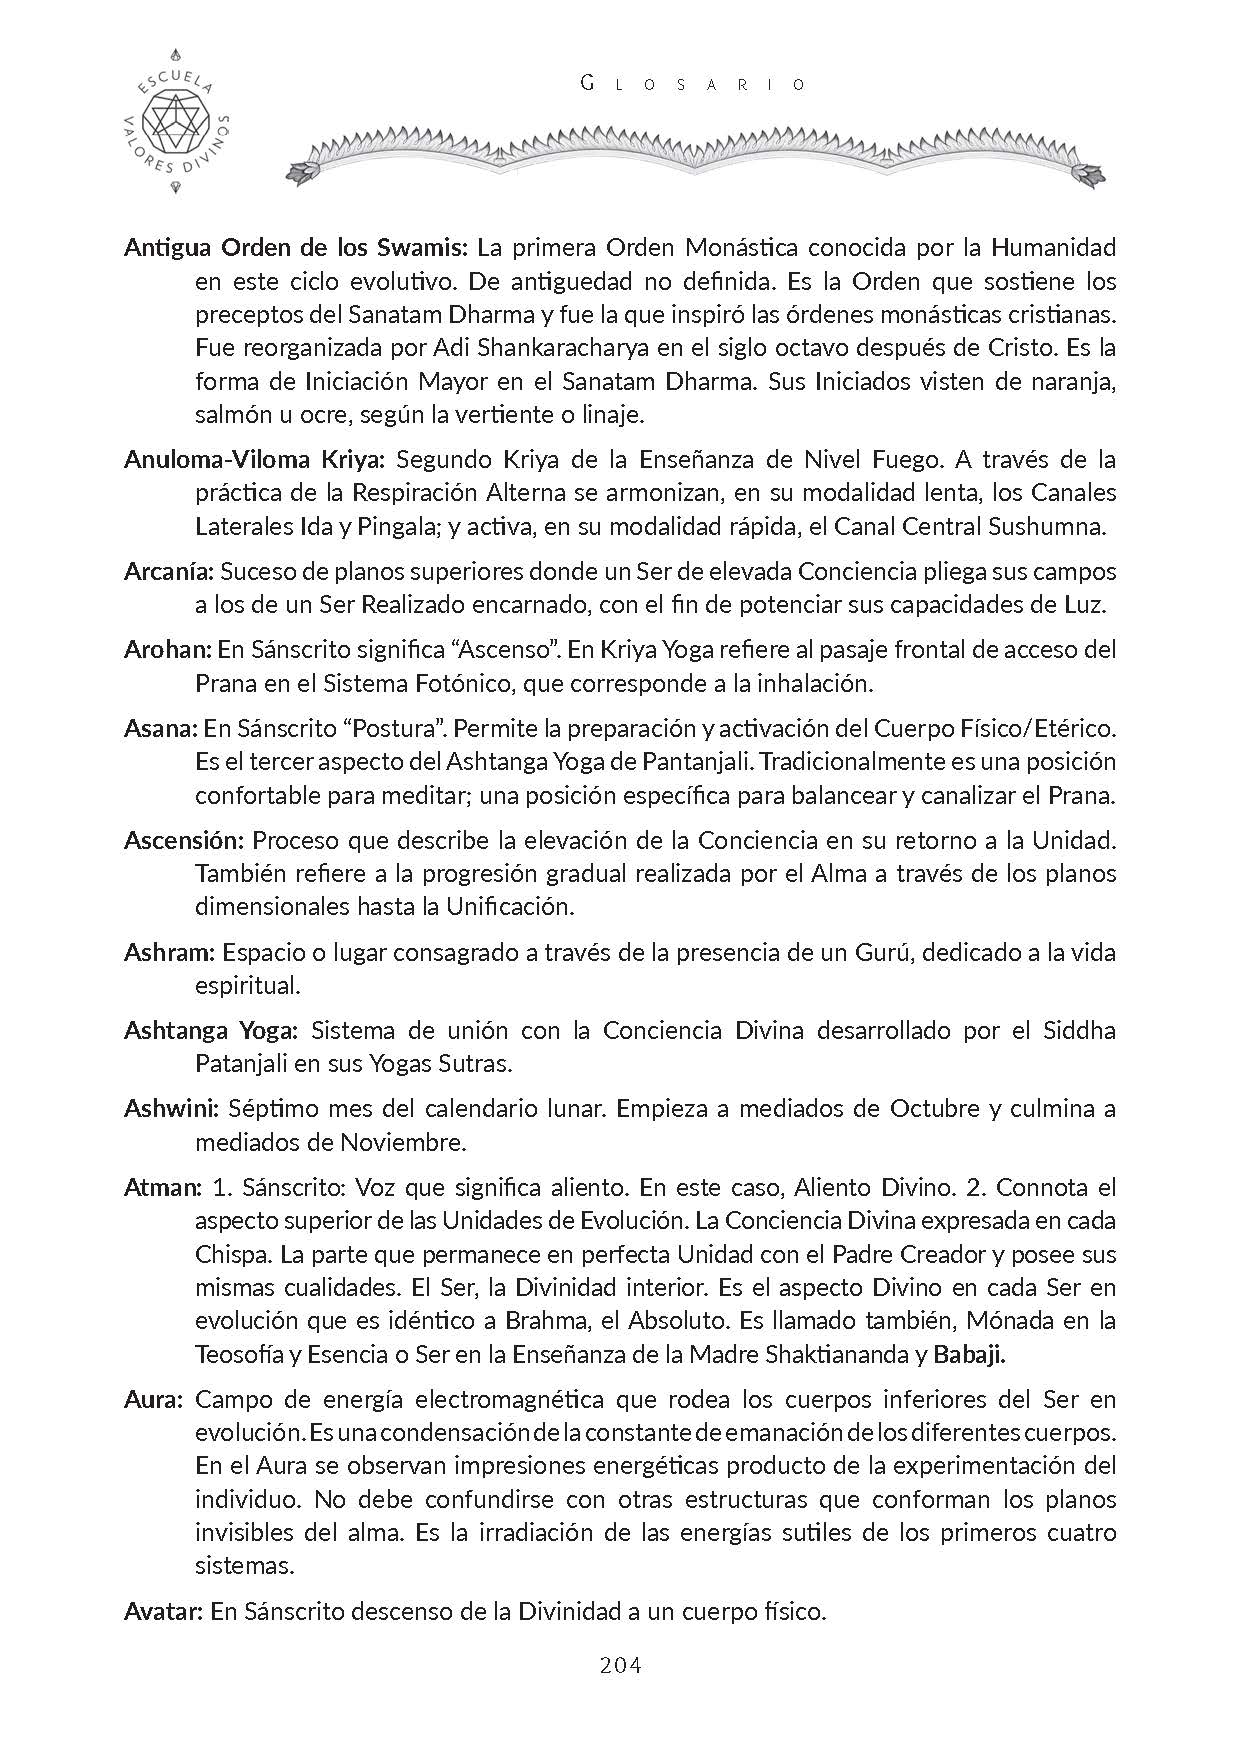 ESCUELA
VALORES DIVINOS
Glosario
Antigua Orden de los Swamis: La primera Orden Monástica conocida por la Humanidad
en este ciclo evolutivo. De antiguedad no definida. Es la Orden que sostiene los
preceptos del Sanatam Dharma y fue la que inspiró las órdenes monásticas cristianas.
Fue reorganizada por Adi Shankaracharya en el siglo octavo después de Cristo. Es la
forma de Iniciación Mayor en el Sanatam Dharma. Sus Iniciados visten de naranja,
salmón u ocre, según la vertiente o linaje.
Anuloma-Viloma Kriya: Segundo Kriya de la Enseñanza de Nivel Fuego. A través de la
práctica de la Respiración Alterna se armonizan, en su modalidad lenta, los Canales
Laterales Ida y Pingala; y activa, en su modalidad rápida, el Canal Central Sushumna.
Arcanía: Suceso de planos superiores donde un Ser de elevada Conciencia pliega sus campos
a los de un Ser Realizado encarnado, con el fin de potenciar sus capacidades de Luz.
Arohan: En Sánscrito significa “Ascenso”. En Kriya Yoga refiere al pasaje frontal de acceso del
Prana en el Sistema Fotónico, que corresponde a la inhalación.
Asana: En Sánscrito “Postura”. Permite la preparación y activación del Cuerpo Físico/Etérico.
Es el tercer aspecto del Ashtanga Yoga de Pantanjali. Tradicionalmente es una posición
confortable para meditar; una posición específica para balancear y canalizar el Prana.
Ascensión: Proceso que describe la elevación de la Conciencia en su retorno a la Unidad.
También refiere a la progresión gradual realizada por el Alma a través de los planos
dimensionales hasta la Unificación.
Ashram: Espacio o lugar consagrado a través de la presencia de un Gurú, dedicado a la vida
espiritual.
Ashtanga Yoga: Sistema de unión con la Conciencia Divina desarrollado por el Siddha
Patanjali en sus Yogas Sutras.
Ashwini: Séptimo mes del calendario lunar. Empieza a mediados de Octubre y culmina a
mediados de Noviembre.
Atman: 1. Sánscrito: Voz que significa aliento. En este caso, Aliento Divino. 2. Connota el
aspecto superior de las Unidades de Evolución. La Conciencia Divina expresada en cada
Chispa. La parte que permanece en perfecta Unidad con el Padre Creador y posee sus
mismas cualidades. El Ser, la Divinidad interior. Es el aspecto Divino en cada Ser en
evolución que es idéntico a Brahma, el Absoluto. Es llamado también, Mónada en la
Teosofía y Esencia o Ser en la Enseñanza de la Madre Shaktiananda y Babaji.
Aura: Campo de energía electromagnética que rodea los cuerpos inferiores del Ser en
evolución. Es una condensación de la constante de emanación de los diferentes cuerpos.
En el Aura se observan impresiones energéticas producto de la experimentación del
individuo. No debe confundirse con otras estructuras que conforman los planos
invisibles del alma. Es la irradiación de las energías sutiles de los primeros cuatro
sistemas.
Avatar: En Sánscrito descenso de la Divinidad a un cuerpo físico.
204